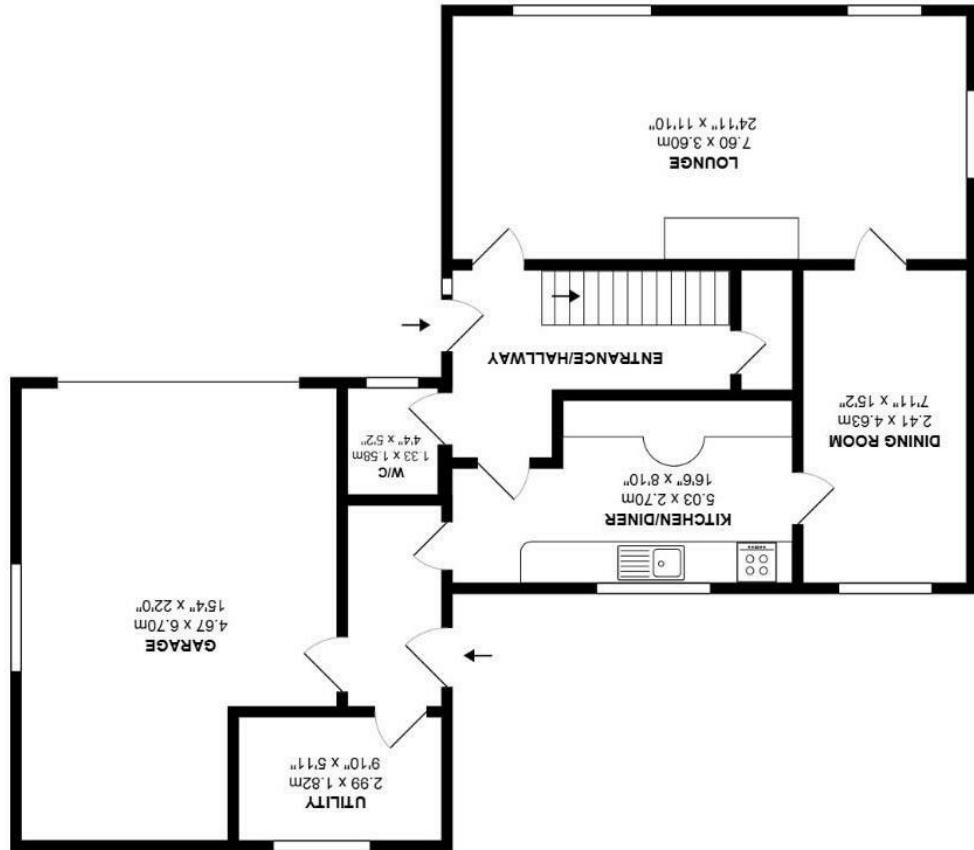 UTILITY
2.99 x 1.82m
9'10" x 5'11"
GARAGE
4.67 x 6.70m
15'4" x 22'0"
KITCHEN/DINER
5.03 x 2.70m
16'6" x 8'10"
W/C
1.33 x 1.58m
4'4" x 5'2"
DINING ROOM
2.41 x 4.63m
7'11" x 15'2"
ENTRANCE/HALLWAY
LOUNGE
7.60 x 3.60m
24'11" x 11'10"